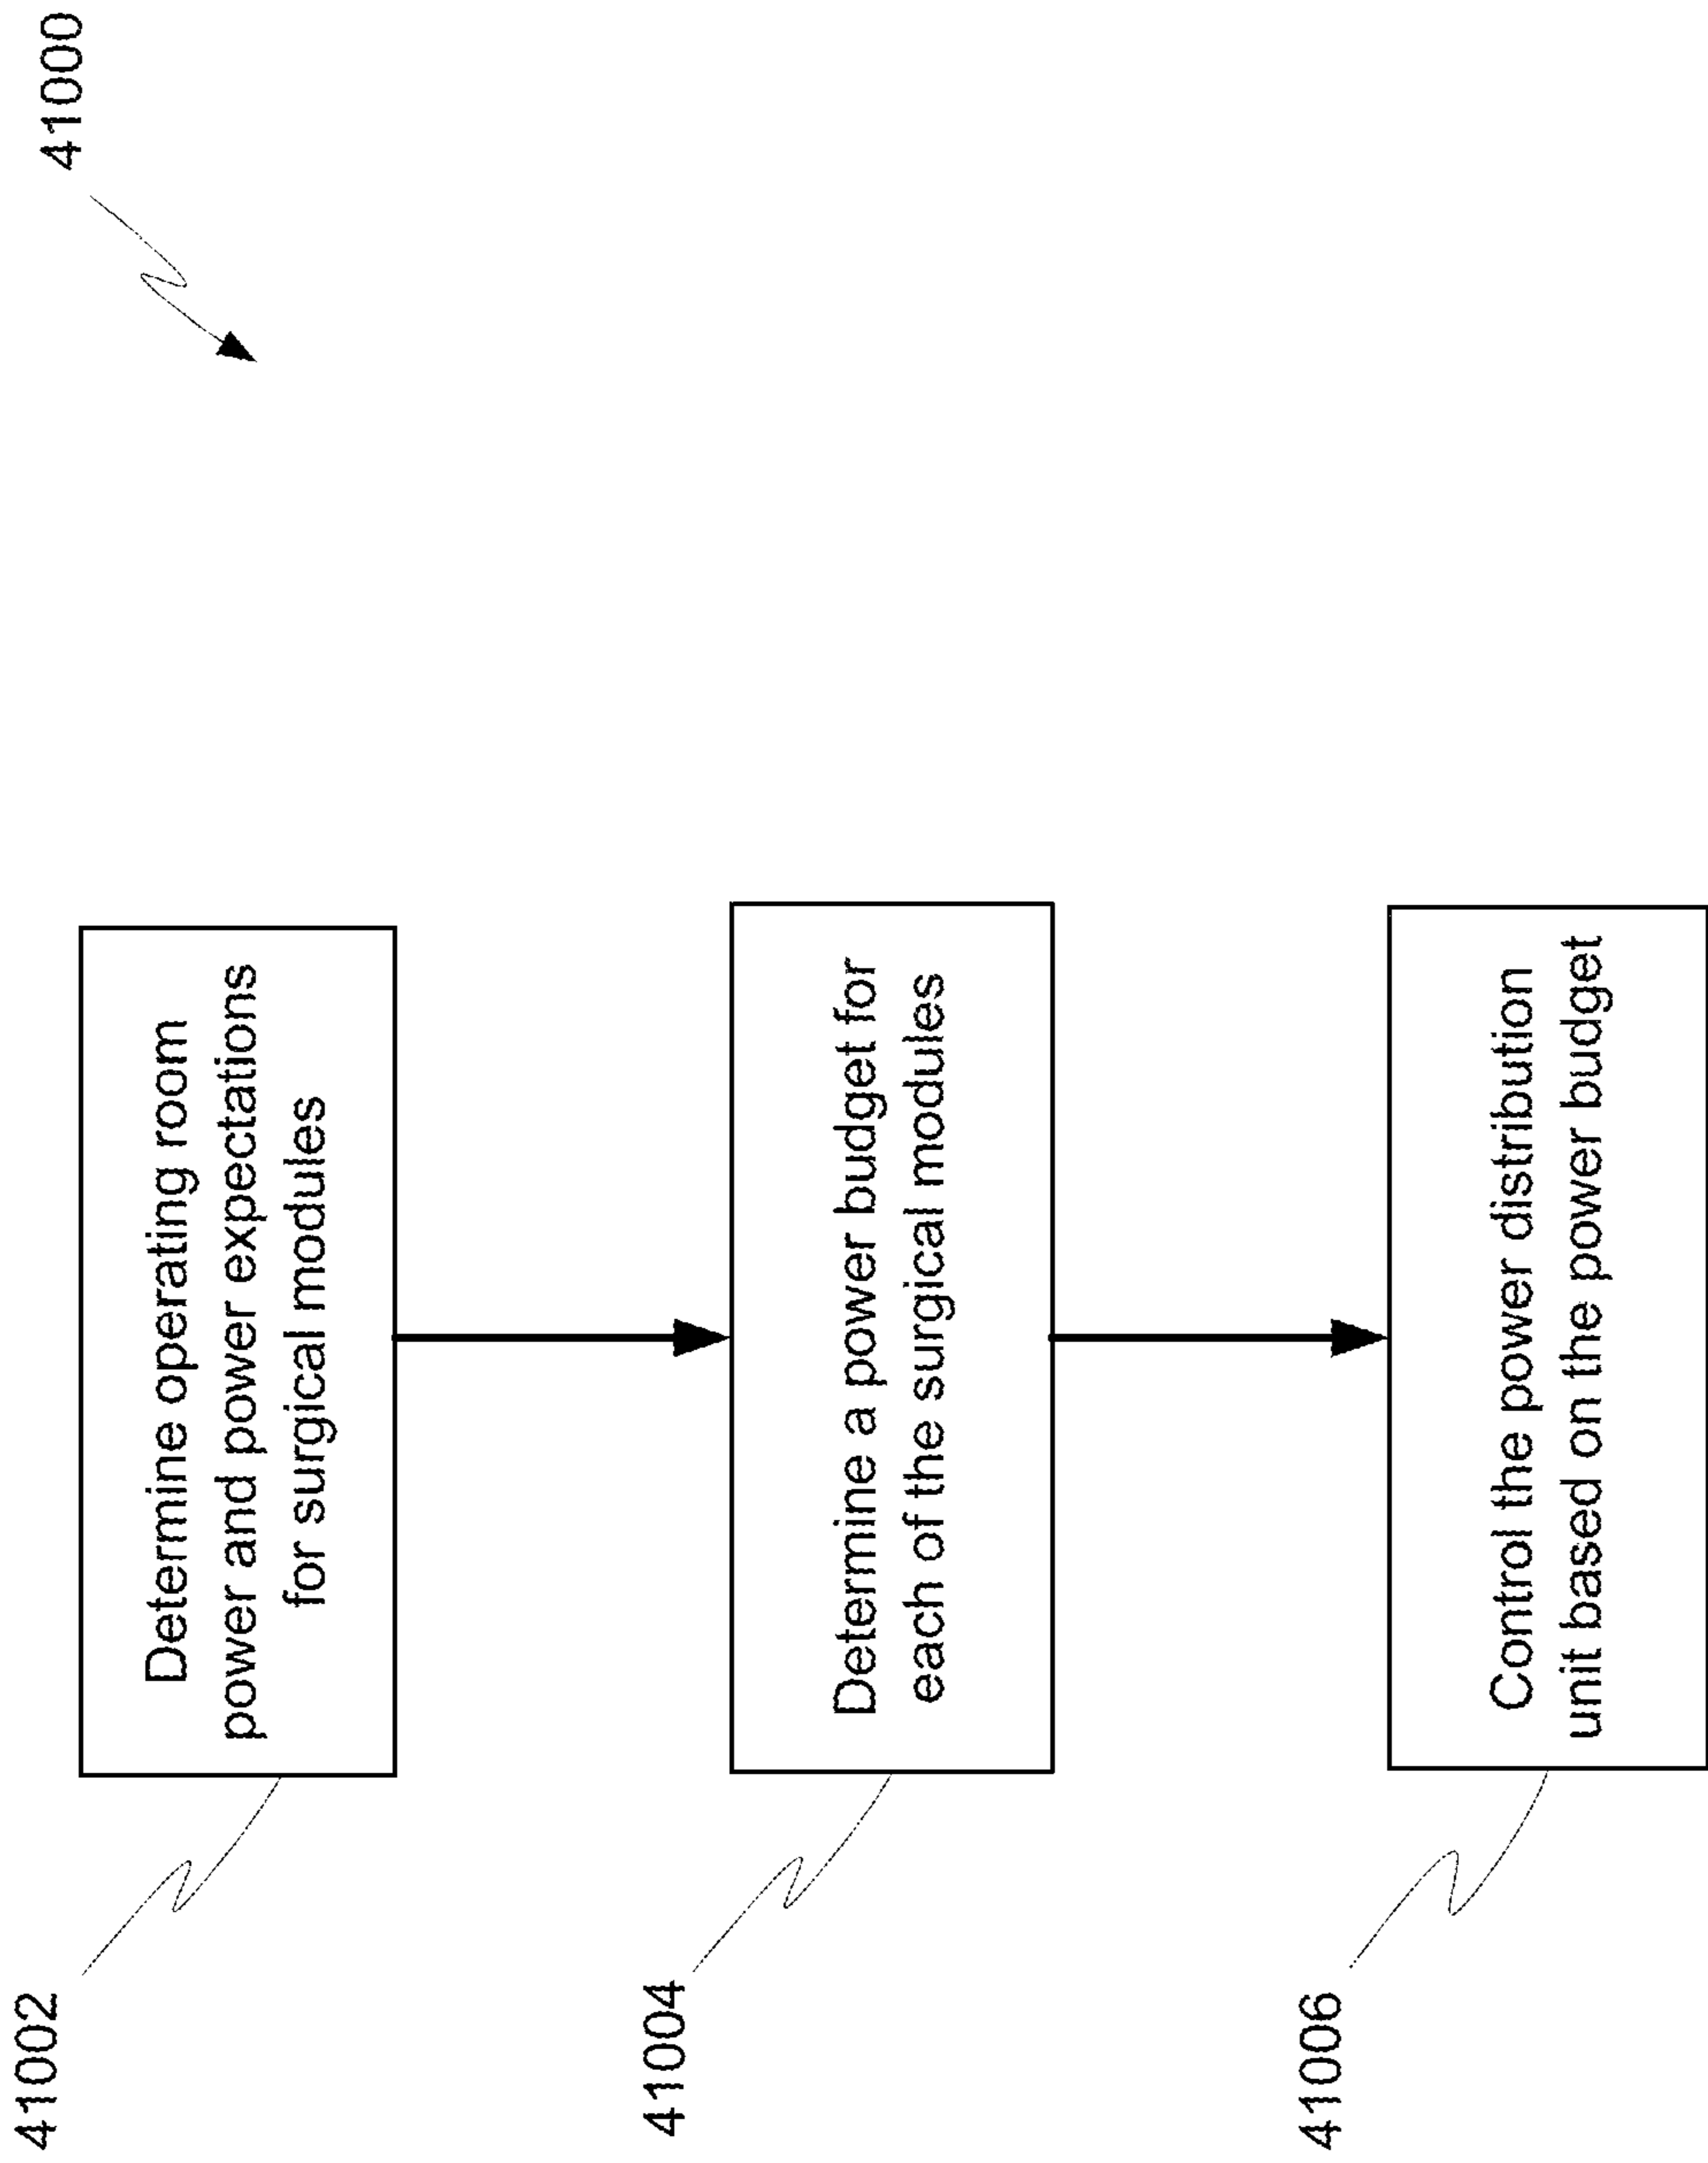 41000
41002
Determine operating room
power and power expectations
for surgical modules
41004
Determine a power budget for
each of the surgical modules
41006
Control the power distribution
unit based on the power budget